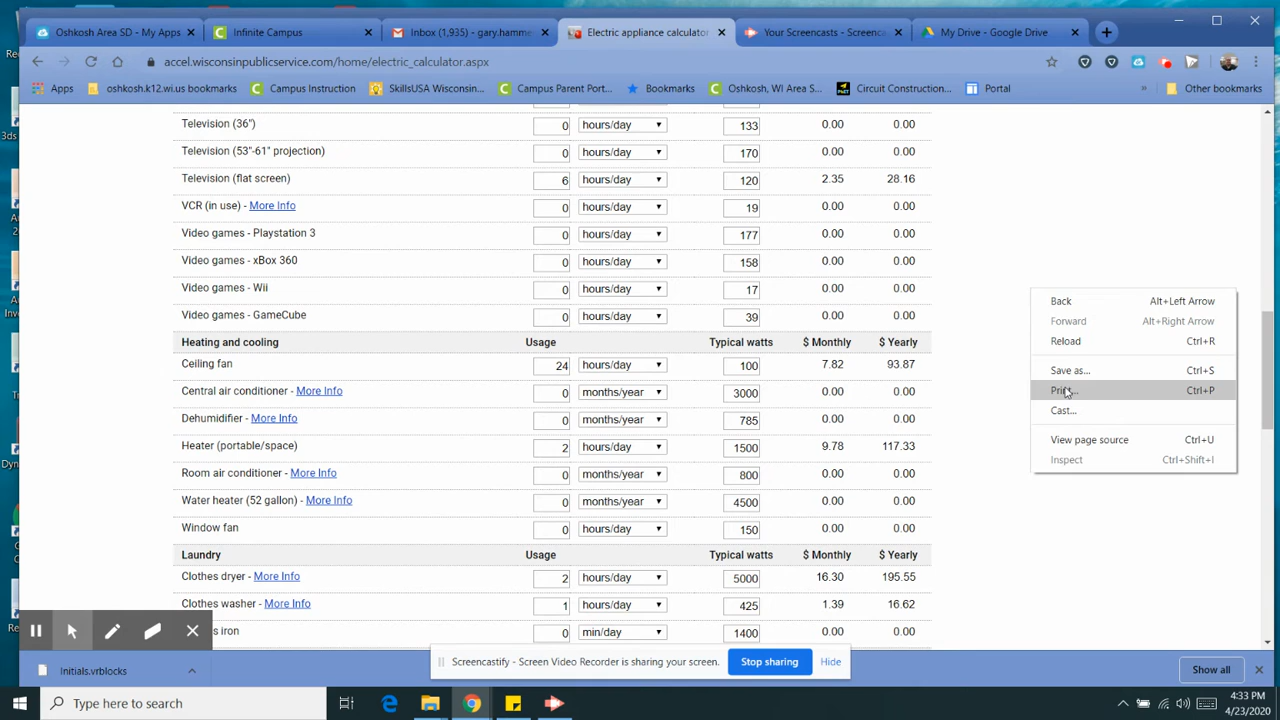 Oshkosh Area SD - My Apps
Infinite Campus
Inbox (1,935) - gary.hamme
Electric appliance calculator
Your Screencasts - Screenca
My Drive - Google Drive
accel.wisconsinpublicservice.com/home/electric_calculator.aspx
Apps
oshkosh.k12.wi.us bookmarks
Campus Instruction
SkillsUSA Wisconsin...
Campus Parent Port...
Bookmarks
Oshkosh, WI Area S...
Circuit Construction...
Portal
»
Other bookmarks
Television (36") 0 hours/day 133 0.00 0.00
Television (53"-61" projection) 0 hours/day 170 0.00 0.00
Television (flat screen) 6 hours/day 120 2.35 28.16
VCR (in use) - More Info 0 hours/day 19 0.00 0.00
Video games - Playstation 3 0 hours/day 177 0.00 0.00
Video games - xBox 360 0 hours/day 158 0.00 0.00
Video games - Wii 0 hours/day 17 0.00 0.00
Video games - GameCube 0 hours/day 39 0.00 0.00
Heating and cooling Usage Typical watts $ Monthly $ Yearly
Ceiling fan 24 hours/day 100 7.82 93.87
Central air conditioner - More Info 0 months/year 3000 0.00 0.00
Dehumidifier - More Info 0 months/year 785 0.00 0.00
Heater (portable/space) 2 hours/day 1500 9.78 117.33
Room air conditioner - More Info 0 months/year 800 0.00 0.00
Water heater (52 gallon) - More Info 0 months/year 4500 0.00 0.00
Window fan 0 hours/day 150 0.00 0.00
Laundry Usage Typical watts $ Monthly $ Yearly
Clothes dryer - More Info 2 hours/day 5000 16.30 195.55
Clothes washer - More Info 1 hours/day 425 1.39 16.62
iron 0 min/day 1400 0.00 0.00
Back Alt+Left Arrow
Forward Alt+Right Arrow
Reload Ctrl+R
Save as... Ctrl+S
Print... Ctrl+P
Cast...
View page source Ctrl+U
Inspect Ctrl+Shift+I
Screencastify - Screen Video Recorder is sharing your screen.
Stop sharing
Hide
Initials.vrblocks
Show all
Type here to search
4:33 PM
4/23/2020